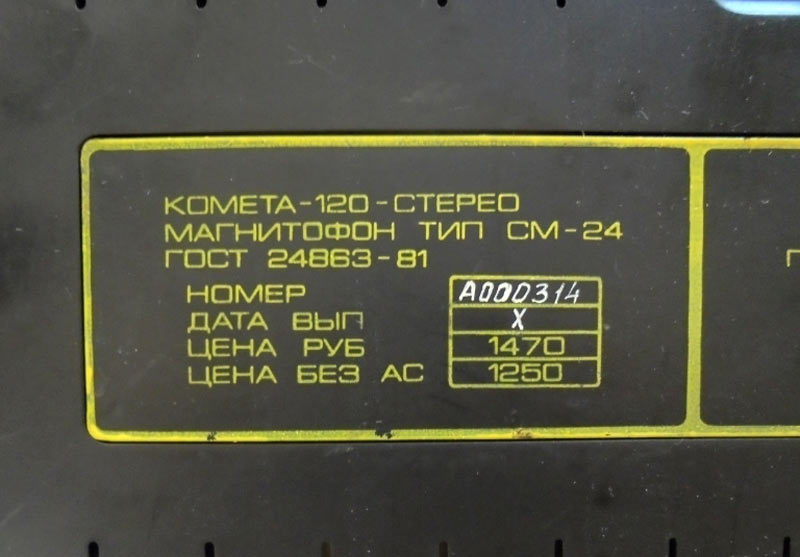 КОМЕТА-120-СТЕРЕО
МАГНИТОФОН ТИП СМ-24
ГОСТ 24863-81
НОМЕР А000314
ДАТА ВЫП X
ЦЕНА РУБ 1470
ЦЕНА БЕЗ АС 1250